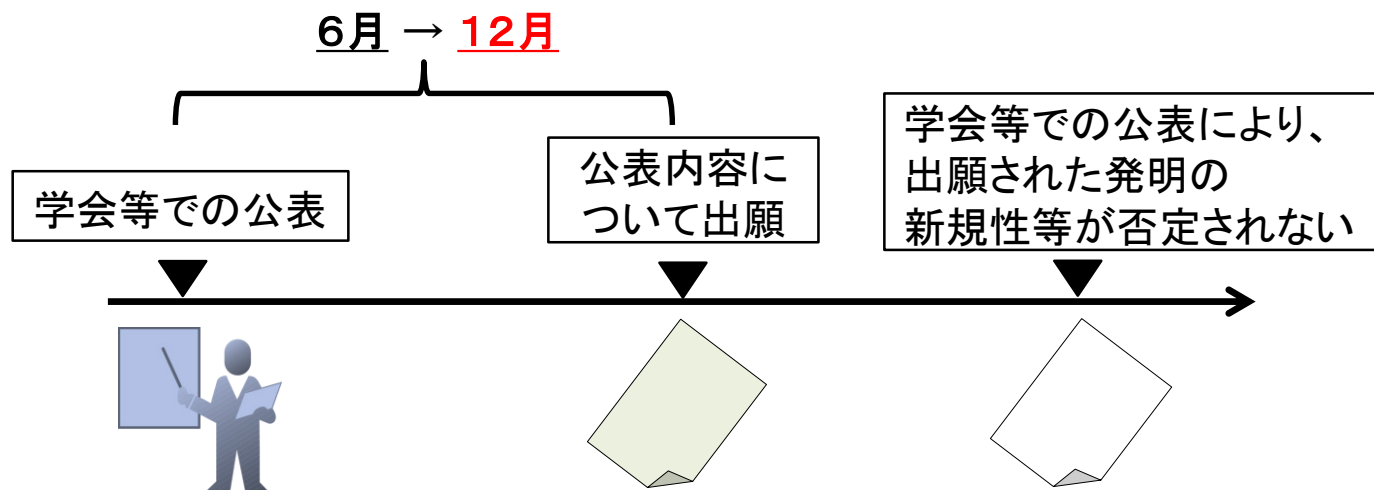 6月 → 12月
学会等での公表
公表内容に
ついて出願
学会等での公表により、
出願された発明の
新規性等が否定されない